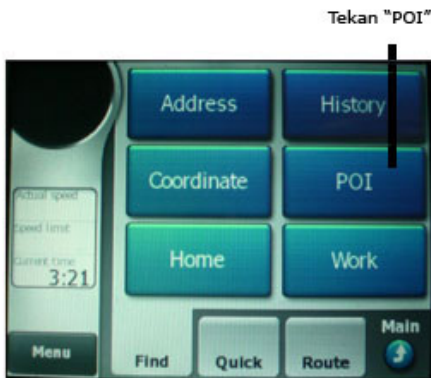 Tekan "POI"
Address
History
Coordinate
POI
Actual speed
Speed limit
Current time
3:21
Home
Work
Menu
Find
Quick
Route
Main